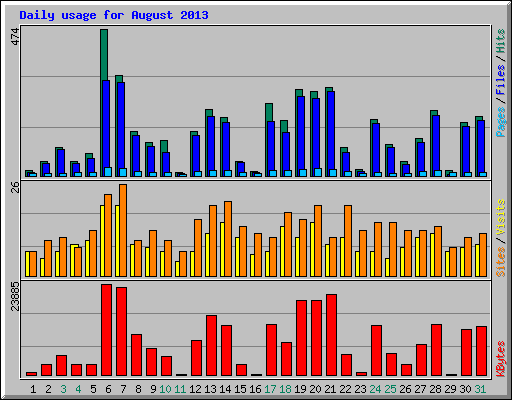 Daily usage for August 2013
474
Pages / Files / Hits
26
Sites / Visits
23885
KBytes
1 2 3 4 5 6 7 8 9 10 11 12 13 14 15 16 17 18 19 20 21 22 23 24 25 26 27 28 29 30 31